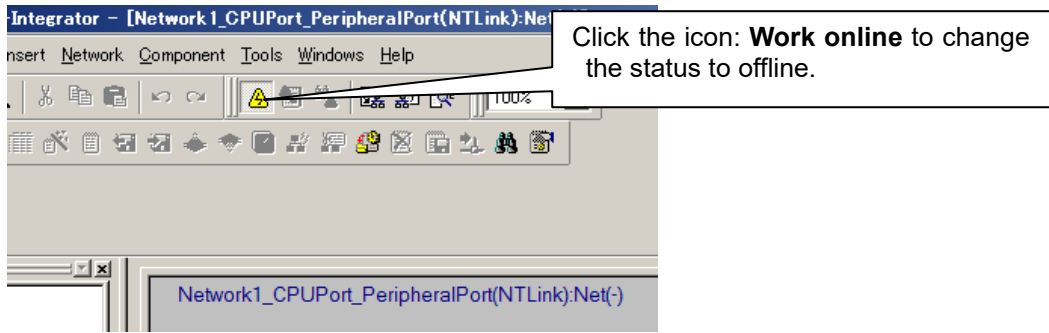 -Integrator - [Network1_CPUPort_PeripheralPort(NTLink):Net
Click the icon: Work online to change
the status to offline.
nsert Network Component Tools Windows Help
100%
Network1_CPUPort_PeripheralPort(NTLink):Net(-)